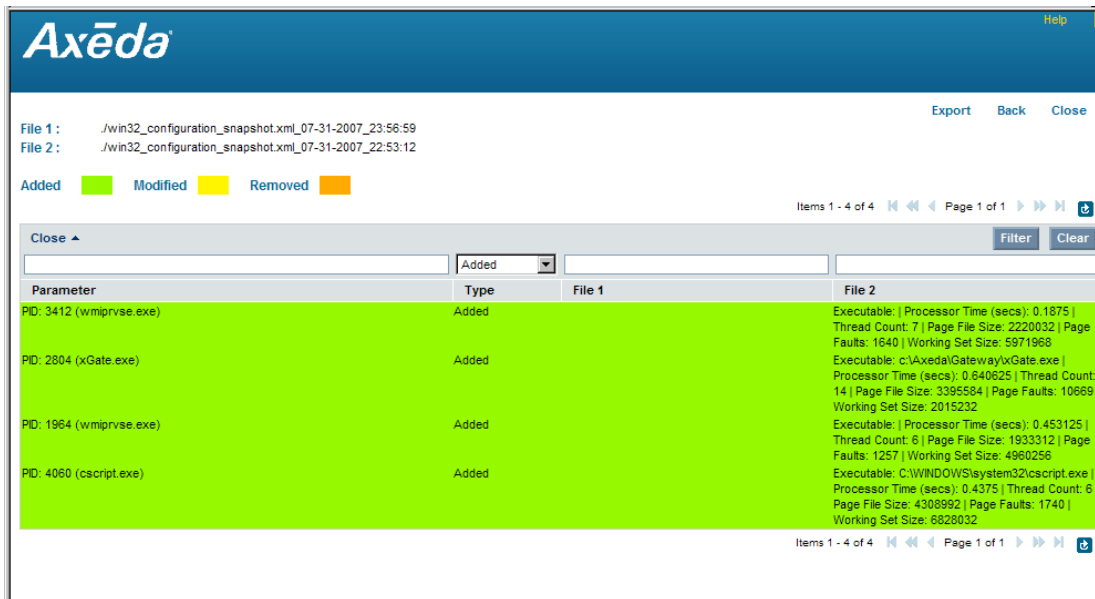 Help
Axēda
Export Back Close
File 1 : ./win32_configuration_snapshot.xml_07-31-2007_23:56:59
File 2 : ./win32_configuration_snapshot.xml_07-31-2007_22:53:12
Added Modified Removed
Items 1 - 4 of 4 Page 1 of 1
Close Filter Clear
Added
Parameter Type File 1 File 2
PID: 3412 (wmiprvse.exe) Added Executable: | Processor Time (secs): 0.1875 |
Thread Count: 7 | Page File Size: 2220032 | Page
Faults: 1640 | Working Set Size: 5971968
PID: 2804 (xGate.exe) Added Executable: c:\Axeda\Gateway\xGate.exe |
Processor Time (secs): 0.640625 | Thread Count:
14 | Page File Size: 3395584 | Page Faults: 10669
Working Set Size: 2015232
PID: 1964 (wmiprvse.exe) Added Executable: | Processor Time (secs): 0.453125 |
Thread Count: 6 | Page File Size: 1933312 | Page
Faults: 1257 | Working Set Size: 4960256
PID: 4060 (cscript.exe) Added Executable: C:\WINDOWS\system32\cscript.exe |
Processor Time (secs): 0.4375 | Thread Count: 6
Page File Size: 4308992 | Page Faults: 1740 |
Working Set Size: 6828032
Items 1 - 4 of 4 Page 1 of 1